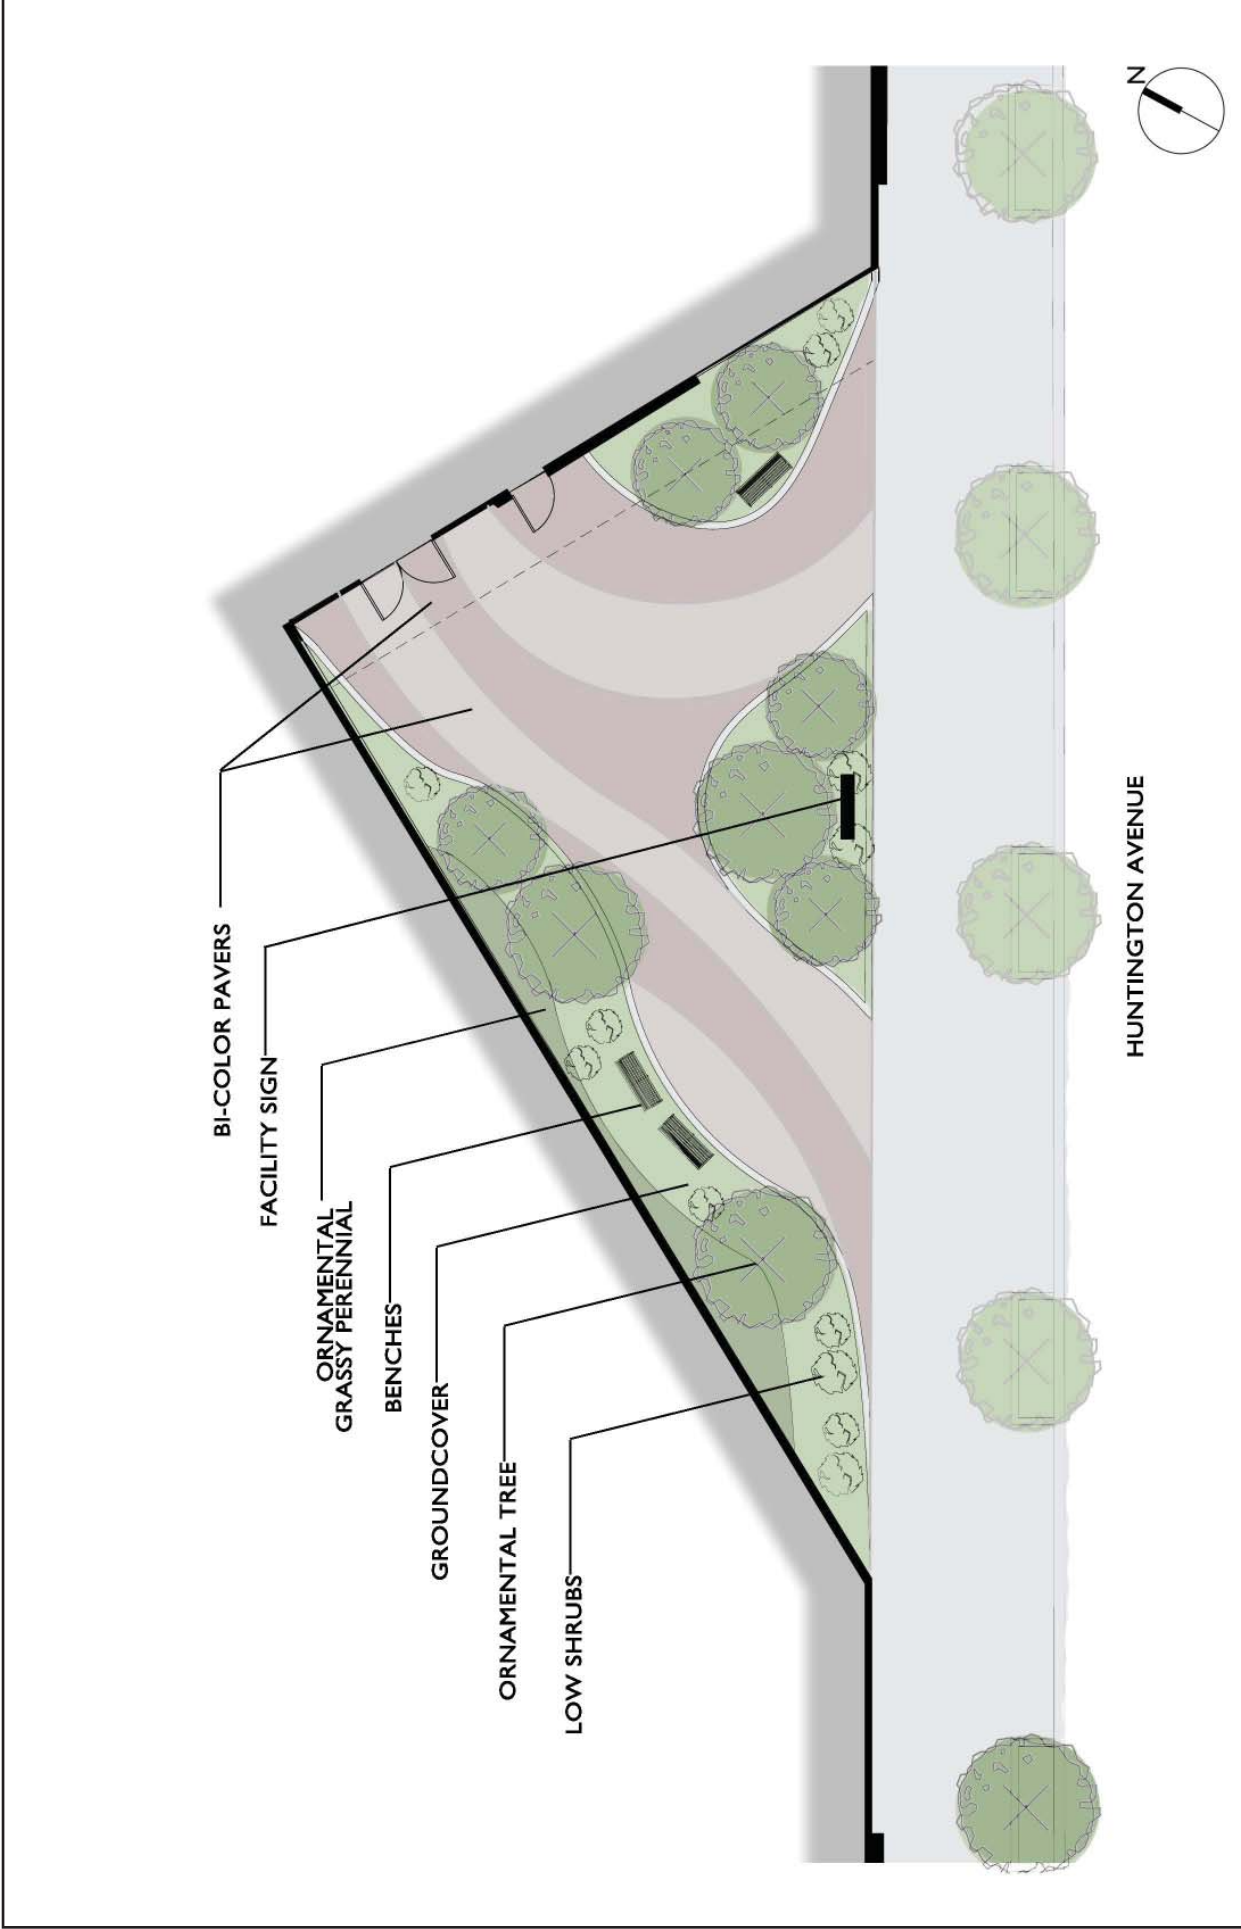 BI-COLOR PAVERS
FACILITY SIGN
ORNAMENTAL
GRASSY PERENNIAL
BENCHES
GROUNDCOVER
ORNAMENTAL TREE
LOW SHRUBS
HUNTINGTON AVENUE
N